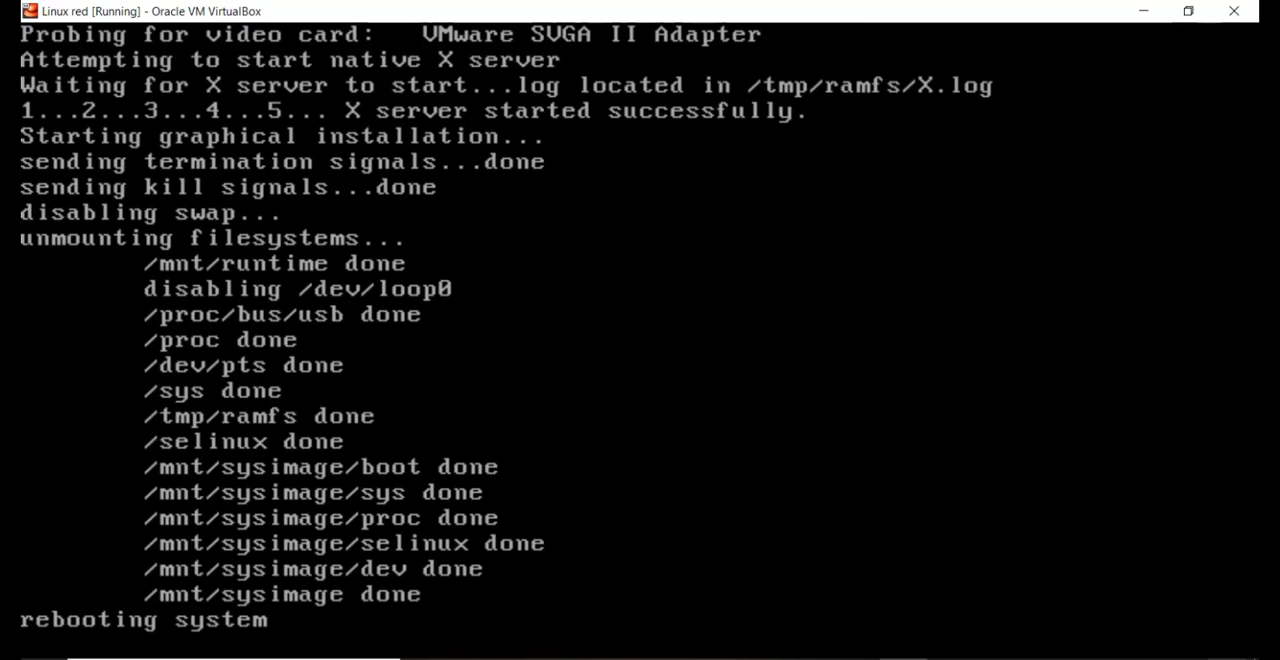 Linux red [Running] - Oracle VM VirtualBox
Probing for video card:   VMware SVGA II Adapter
Attempting to start native X server
Waiting for X server to start...log located in /tmp/ramfs/X.log
1...2...3...4...5... X server started successfully.
Starting graphical installation...
sending termination signals...done
sending kill signals...done
disabling swap...
unmounting filesystems...
/mnt/runtime done
disabling /dev/loop0
/proc/bus/usb done
/proc done
/dev/pts done
/sys done
/tmp/ramfs done
/selinux done
/mnt/sysimage/boot done
/mnt/sysimage/sys done
/mnt/sysimage/proc done
/mnt/sysimage/selinux done
/mnt/sysimage/dev done
/mnt/sysimage done
rebooting system